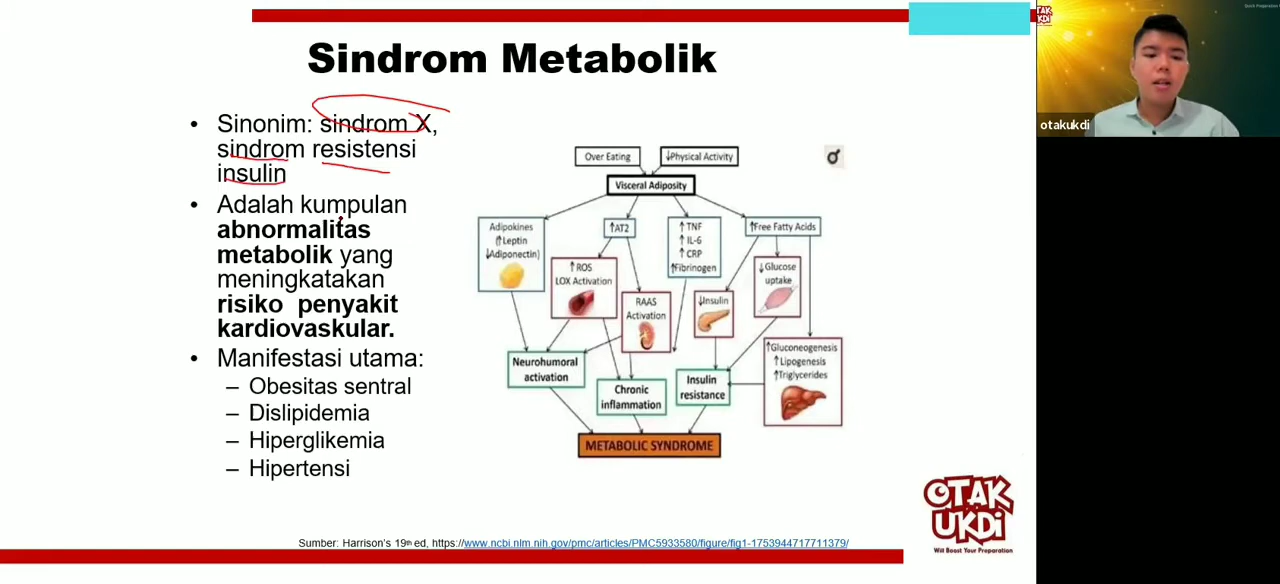 Sindrom Metabolik
• Sinonim: sindrom X,
sindrom resistensi
insulin
• Adalah kumpulan
abnormalitas
metabolik yang
meningkatakan
risiko penyakit
kardiovaskular.
• Manifestasi utama:
– Obesitas sentral
– Dislipidemia
– Hiperglikemia
– Hipertensi
Over Eating
↓Physical Activity
Visceral Adiposity
Adipokines
(↑Leptin
↓Adiponectin)
↑AT2
↑TNF
↑IL-6
↑CRP
↑Fibrinogen
↑Free Fatty Acids
↑ROS
LOX Activation
RAAS
Activation
↓Insulin
↓Glucose
uptake
↑Gluconeogenesis
↑Lipogenesis
↑Triglycerides
Neurohumoral
activation
Chronic
inflammation
Insulin
resistance
METABOLIC SYNDROME
OTAK
UKDI
Will Boost Your Preparation
Sumber: Harrison's 19th ed, https://www.ncbi.nlm.nih.gov/pmc/articles/PMC5933580/figure/fig1-1753944717711379/
OTAK
UKDI
otakukdi